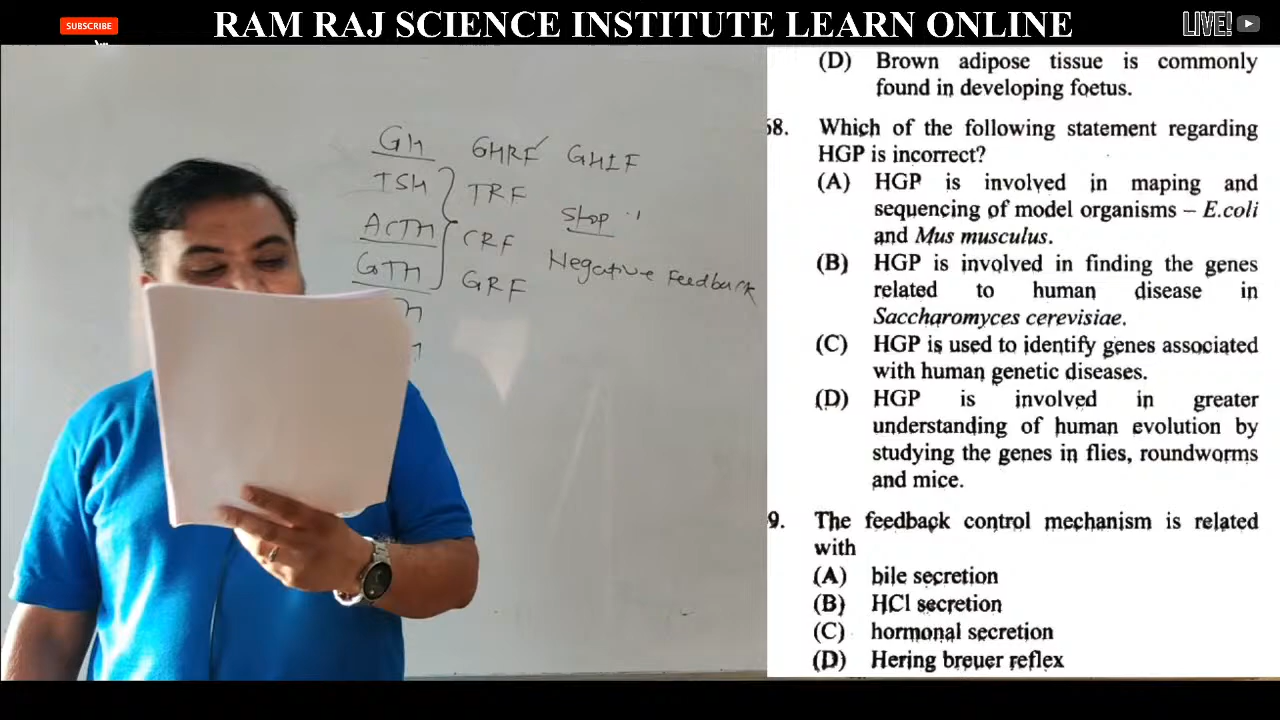 SUBSCRIBE
RAM RAJ SCIENCE INSTITUTE LEARN ONLINE
LIVE!
GH GHRF GHIF
TSH TRF
Stop
ACTH CRF
Negative Feedback
GTH GRF
(D) Brown adipose tissue is commonly
found in developing foetus.
68. Which of the following statement regarding
HGP is incorrect?
(A) HGP is involved in maping and
sequencing of model organisms – E.coli
and Mus musculus.
(B) HGP is involved in finding the genes
related to human disease in
Saccharomyces cerevisiae.
(C) HGP is used to identify genes associated
with human genetic diseases.
(D) HGP is involved in greater
understanding of human evolution by
studying the genes in flies, roundworms
and mice.
9. The feedback control mechanism is related
with
(A) bile secretion
(B) HCl secretion
(C) hormonal secretion
(D) Hering breuer reflex